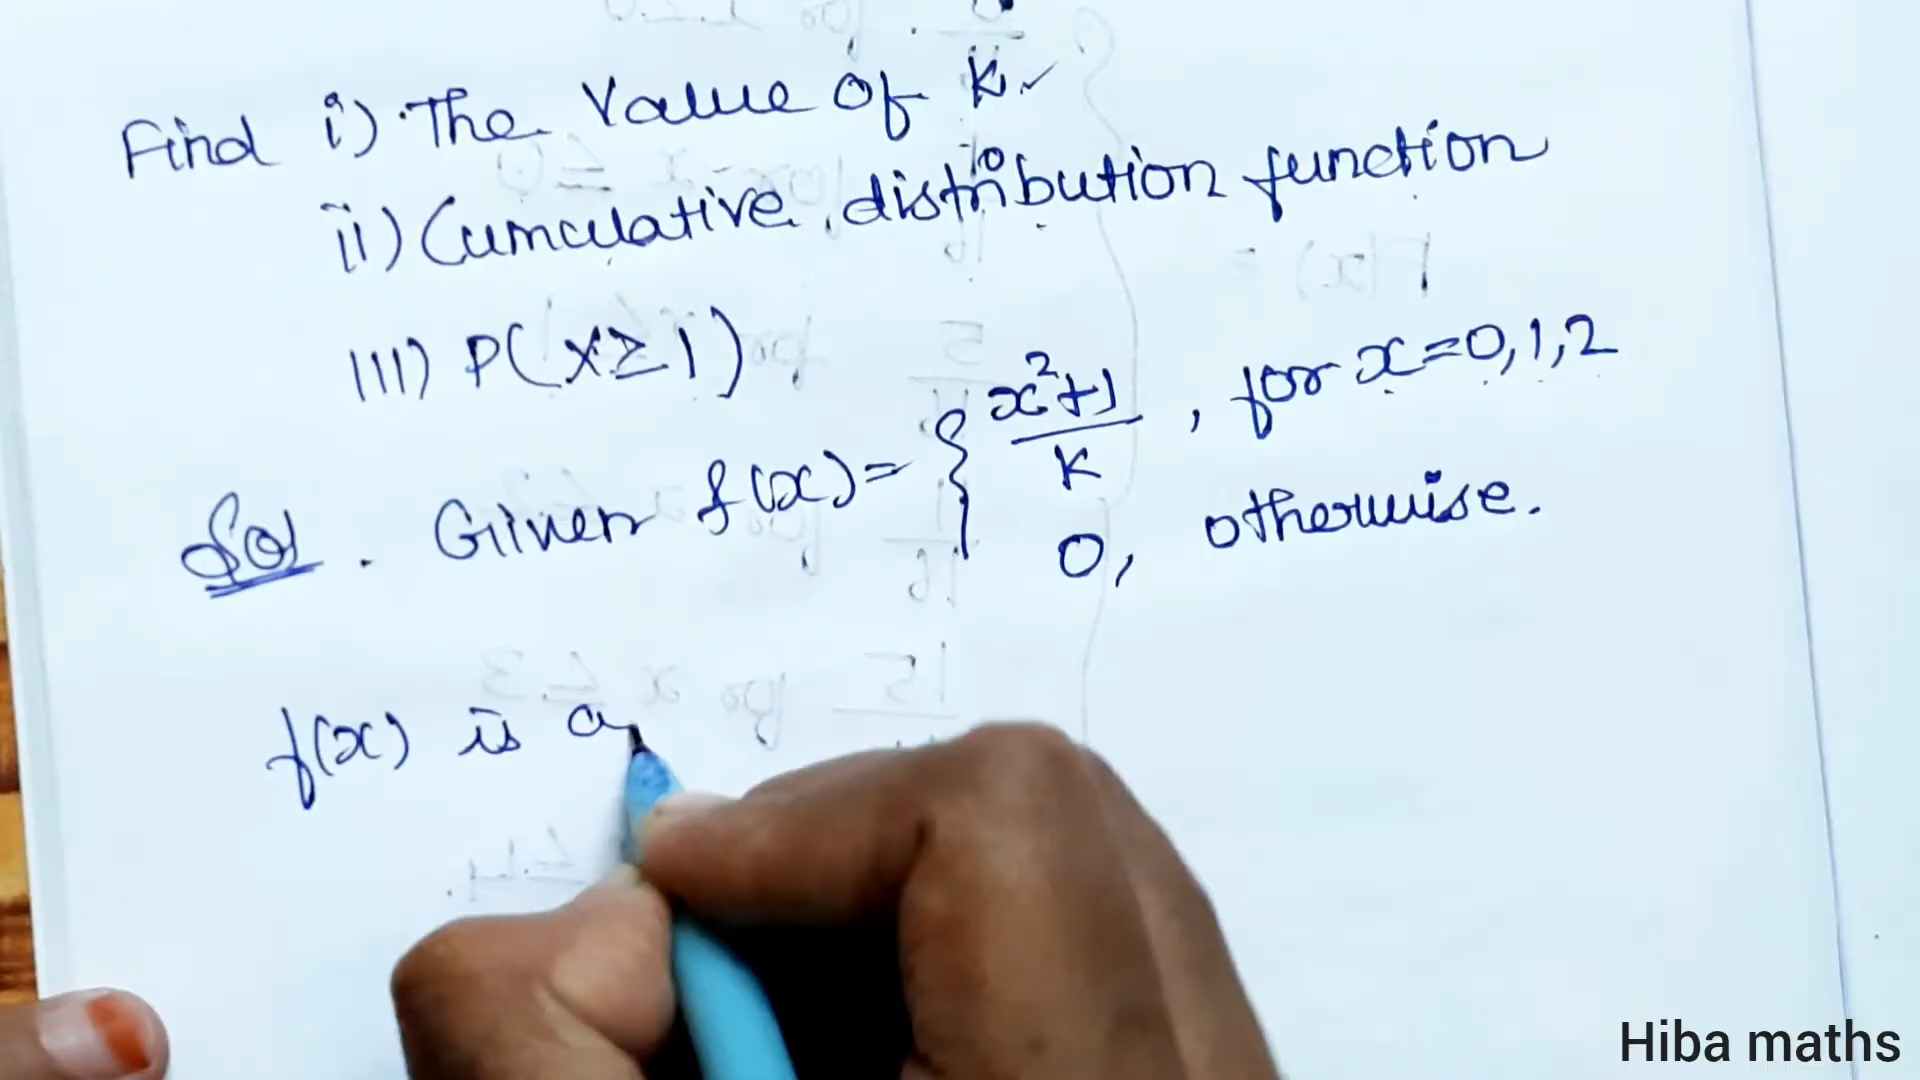 Find i) The Value of K ✓
ii) Cumulative distribution function
iii) P(X≥1)
Sol. Given f(x) = { x²+1 / K , for x=0,1,2
0, otherwise.
f(x) is a
Hiba maths